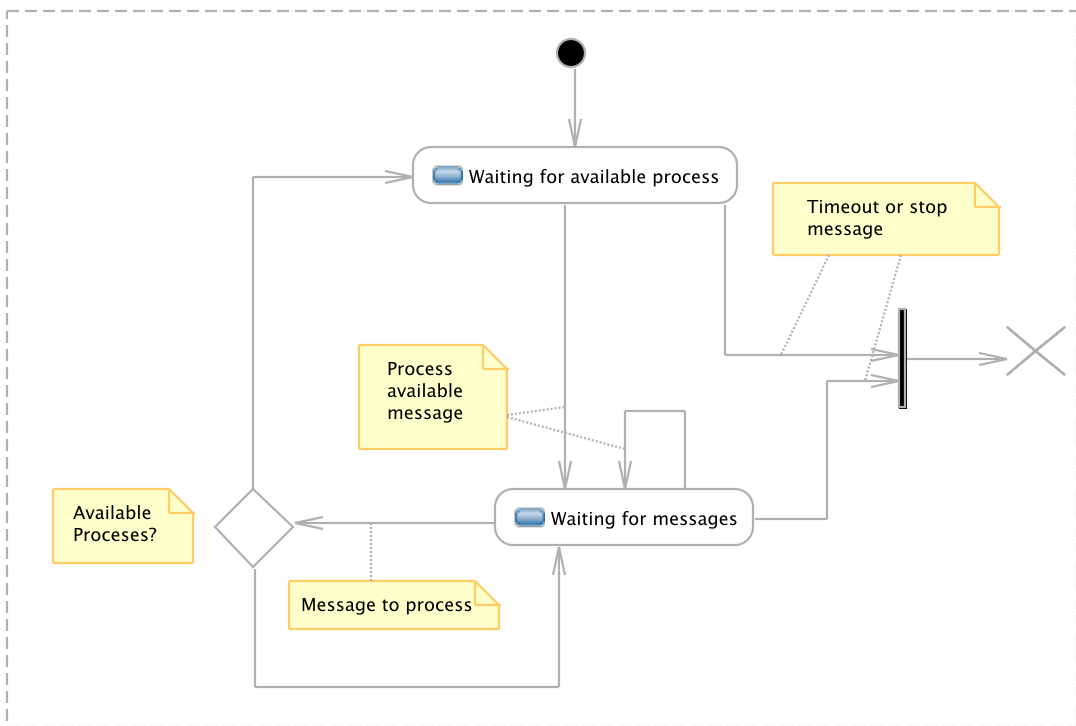 Waiting for available process
Timeout or stop
message
Process
available
message
Available
Proceses?
Waiting for messages
Message to process